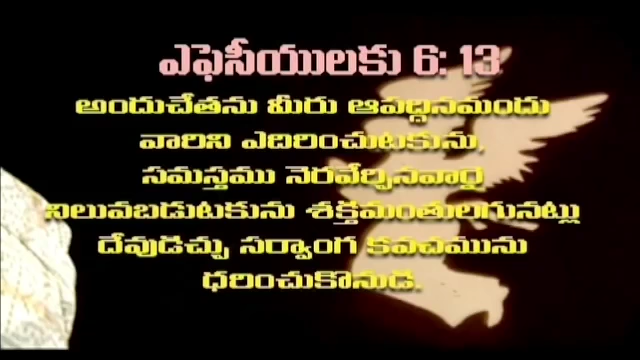 ఎఫెసీయులకు 6: 13
అందుచేతను మీరు ఆపద్దినమందు
వారిని ఎదిరించుటకును,
సమస్తము నెరవేర్చినవారై
నిలువబడుటకును శక్తిమంతులగునట్లు
దేవుడిచ్చు సర్వాంగ కవచమును
ధరించుకొనుడి.